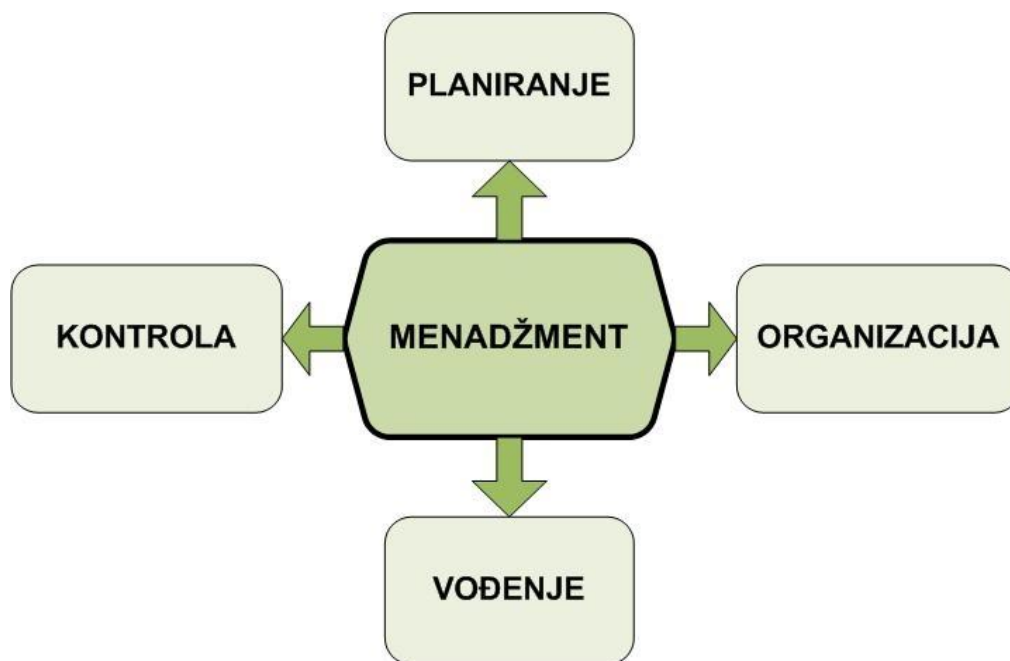 PLANIRANJE
KONTROLA
MENADŽMENT
ORGANIZACIJA
VOĐENJE